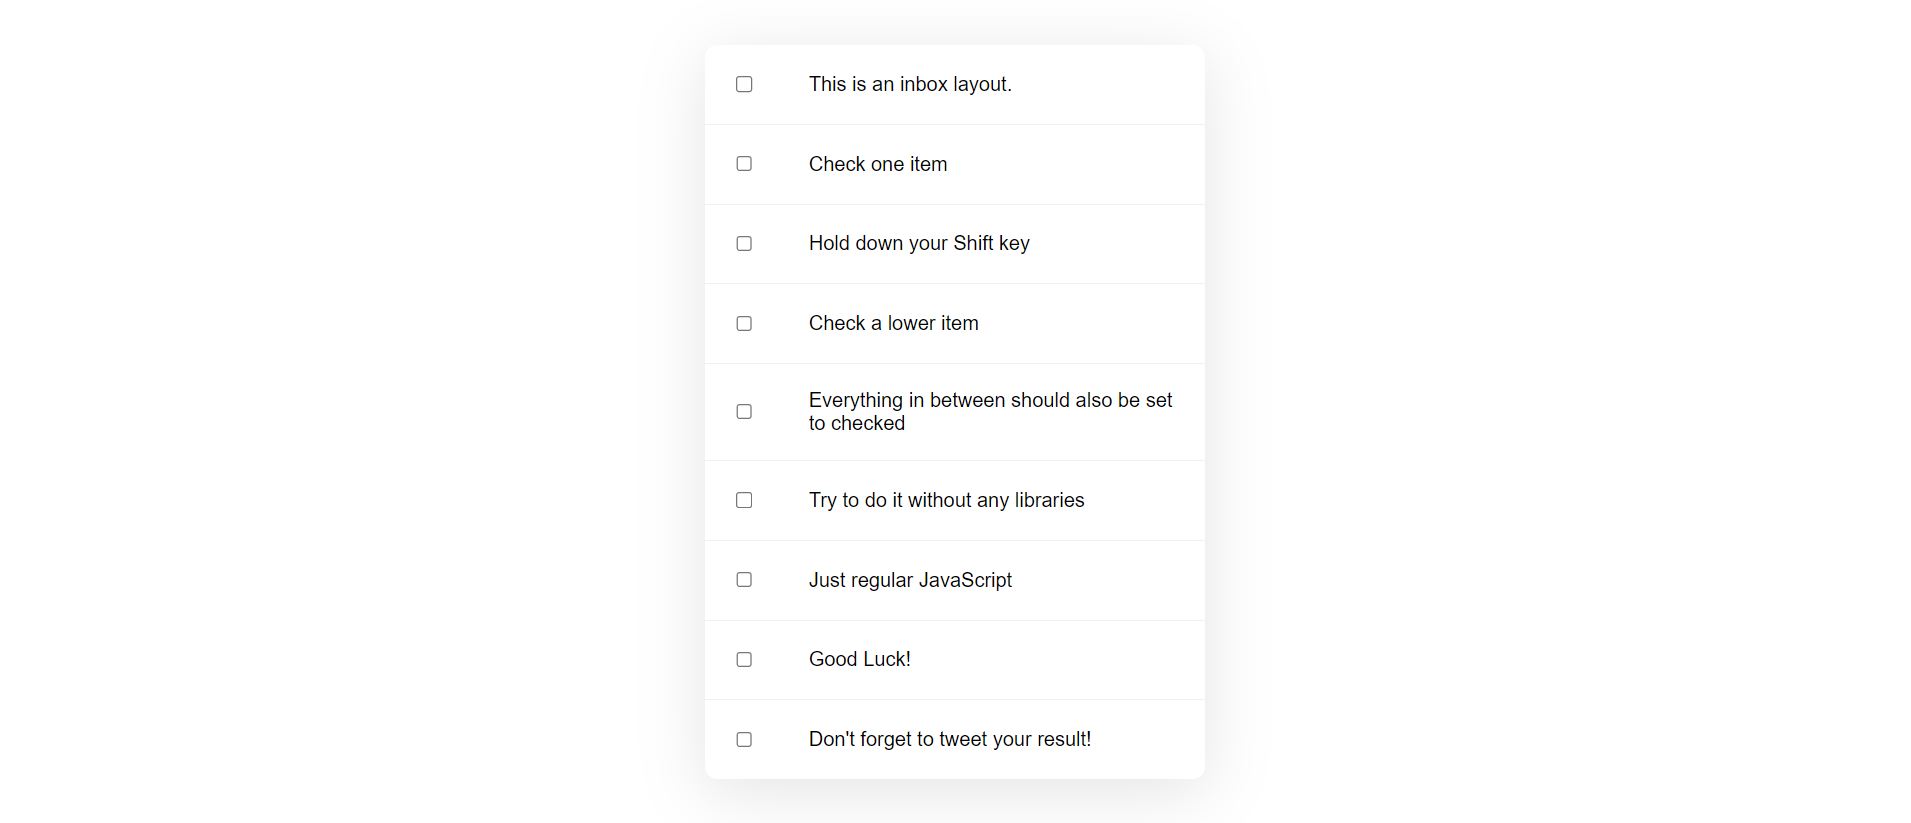 This is an inbox layout.
Check one item
Hold down your Shift key
Check a lower item
Everything in between should also be set
to checked
Try to do it without any libraries
Just regular JavaScript
Good Luck!
Don't forget to tweet your result!